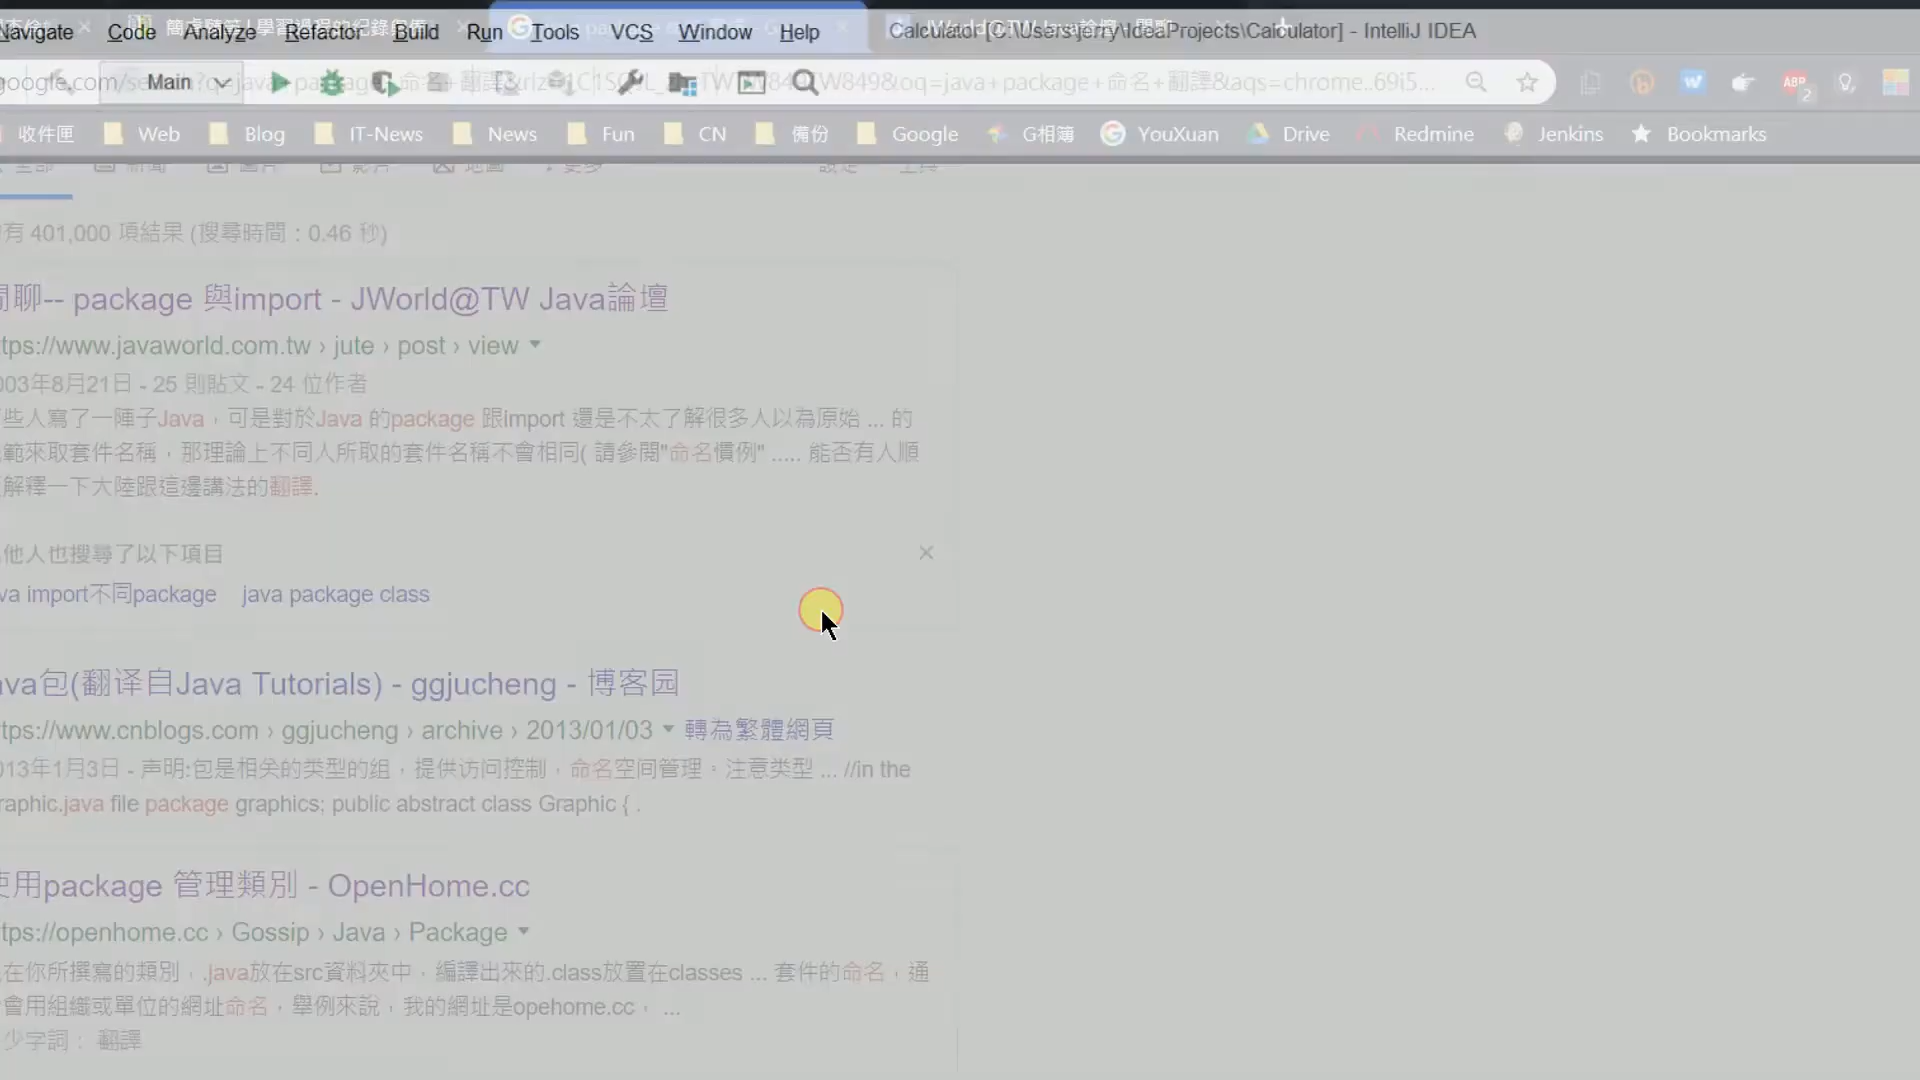 Navigate Code Analyze Refactor Build Run Tools VCS Window Help Calculator [C:\Users\jerry\IdeaProjects\Calculator] - IntelliJ IDEA
Main
收件匣 Web Blog IT-News News Fun CN 備份 Google G相簿 YouXuan Drive Redmine Jenkins Bookmarks
全部 新聞 圖片 影片 地圖 更多 設定 工具
有 401,000 項結果 (搜尋時間：0.46 秒)
聊-- package 與import - JWorld@TW Java論壇
tps://www.javaworld.com.tw › jute › post › view
003年8月21日 - 25 則貼文 - 24 位作者
些人寫了一陣子Java，可是對於Java 的package 跟import 還是不太了解很多人以為原始 ... 的
範來取套件名稱，那理論上不同人所取的套件名稱不會相同( 請參閱"命名慣例" ..... 能否有人順
解釋一下大陸跟這邊講法的翻譯.
他人也搜尋了以下項目
va import不同package java package class
ava包(翻译自Java Tutorials) - ggjucheng - 博客园
tps://www.cnblogs.com › ggjucheng › archive › 2013/01/03 轉為繁體網頁
013年1月3日 - 声明:包是相关的类型的组，提供访问控制，命名空间管理。注意类型 ... //in the
raphic.java file package graphics; public abstract class Graphic { .
使用package 管理類別 - OpenHome.cc
tps://openhome.cc › Gossip › Java › Package
在你所撰寫的類別，.java放在src資料夾中，編譯出來的.class放置在classes ... 套件的命名，通
會用組織或單位的網址命名，舉例來說，我的網址是opehome.cc， ...
少字詞： 翻譯